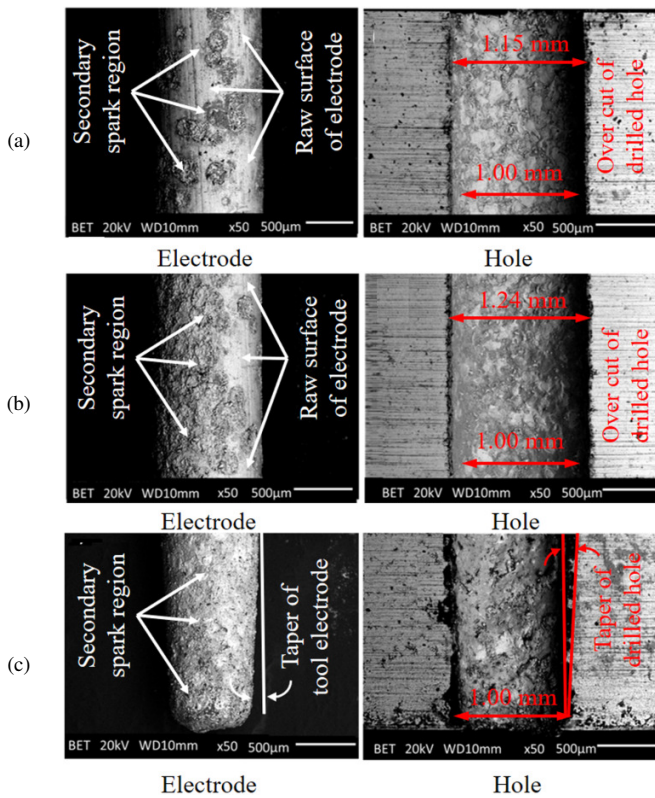 (a)
Secondary
spark region
Raw surface
of electrode
BET 20kV WD10mm x50 500µm
Electrode
1.15 mm
1.00 mm
Over cut of
drilled hole
BET 20kV WD10mm x50 500µm
Hole
(b)
Secondary
spark region
Raw surface
of electrode
BET 20kV WD10mm x50 500µm
Electrode
1.24 mm
1.00 mm
Over cut of
drilled hole
BET 20kV WD10mm x50 500µm
Hole
(c)
Secondary
spark region
Taper of
tool electrode
BET 20kV WD10mm x50 500µm
Electrode
1.00 mm
Taper of
drilled hole
BET 20kV WD10mm x50 500µm
Hole